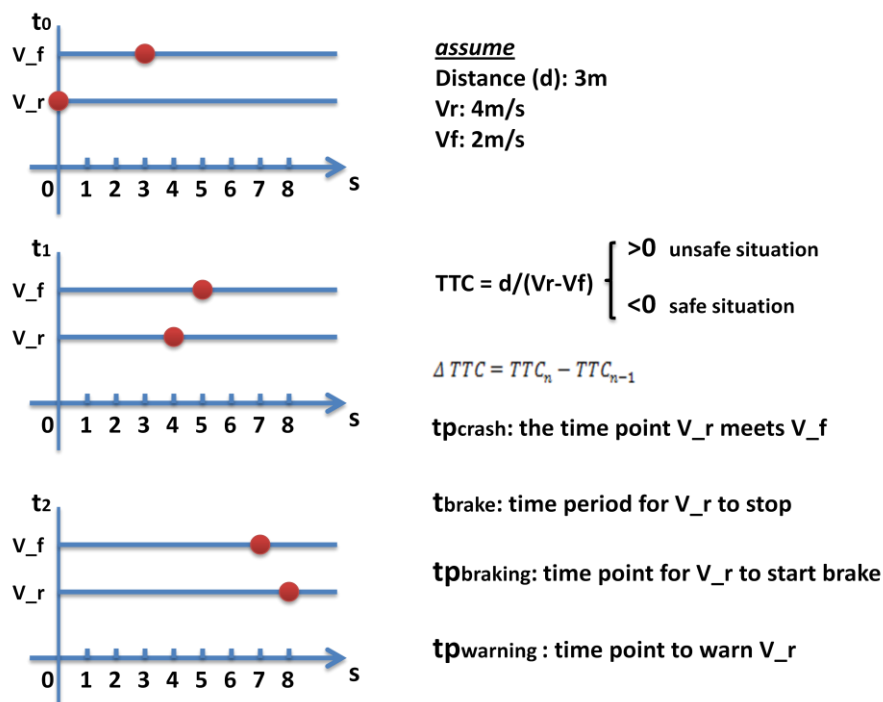 t0
V_f
V_r
0 1 2 3 4 5 6 7 8 s
assume
Distance (d): 3m
Vr: 4m/s
Vf: 2m/s
t1
V_f
V_r
0 1 2 3 4 5 6 7 8 s
>0 unsafe situation
TTC = d/(Vr-Vf)
<0 safe situation
Δ TTC = TTCn − TTCn−1
tpcrash: the time point V_r meets V_f
t2
V_f
V_r
0 1 2 3 4 5 6 7 8 s
tbrake: time period for V_r to stop
tpbraking: time point for V_r to start brake
tpwarning : time point to warn V_r